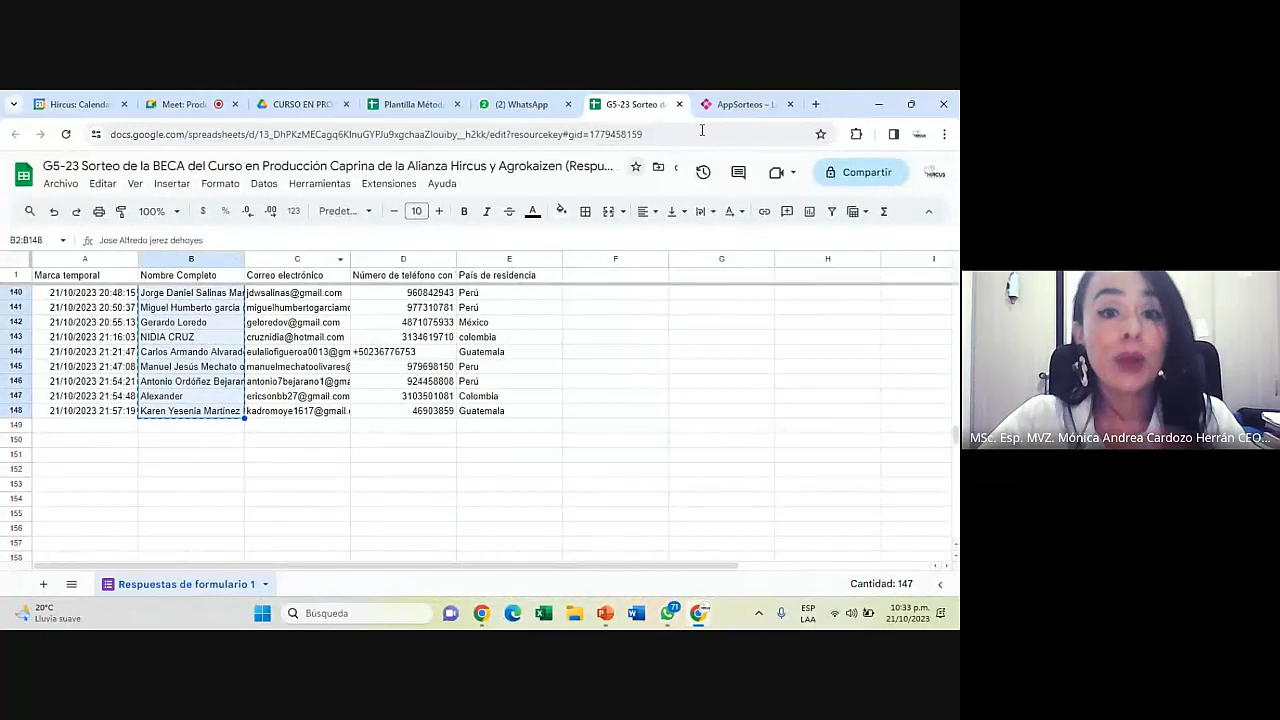 Hircus: Calenda
Meet: Prod
CURSO EN PRO
Plantilla Métod
(2) WhatsApp
G5-23 Sorteo d
AppSorteos – L
docs.google.com/spreadsheets/d/13_DhPKzMECagq6KlnuGYPJu9xgchaaZIouiby__h2kk/edit?resourcekey#gid=1779458159
G5-23 Sorteo de la BECA del Curso en Producción Caprina de la Alianza Hircus y Agrokaizen (Respu...
Archivo Editar Ver Insertar Formato Datos Herramientas Extensiones Ayuda
Compartir
HIRCUS
100% $ % .0 .00 123 Predet... 10 B I A
B2:B148 fx Jose Alfredo jerez dehoyes
A B C D E F G H I
1 Marca temporal Nombre Completo Correo electrónico Número de teléfono con País de residencia
140 21/10/2023 20:48:15 Jorge Daniel Salinas Mar jdwsalinas@gmail.com 960842943 Perú
141 21/10/2023 20:50:37 Miguel Humberto garcia miguelhumbertogarciamo 977310781 Perú
142 21/10/2023 20:55:13 Gerardo Loredo geloredov@gmail.com 4871075933 México
143 21/10/2023 21:16:03 NIDIA CRUZ cruznidia@hotmail.com 3134619710 colombia
144 21/10/2023 21:21:47 Carlos Armando Alvarad eulaliofigueroa0013@gm +50236776753 Guatemala
145 21/10/2023 21:47:08 Manuel Jesús Mechato o manuelmechatoolivares@ 979698150 Peru
146 21/10/2023 21:54:21 Antonio Ordóñez Bejaran antonio7bejarano1@gma 924458808 Perú
147 21/10/2023 21:54:48 Alexander ericsonbb27@gmail.com 3103501081 Colombia
148 21/10/2023 21:57:19 Karen Yesenia Martínez kadromoye1617@gmail. 46903859 Guatemala
149
150
151
152
153
154
155
156
157
158
Respuestas de formulario 1
Cantidad: 147
MSc. Esp. MVZ. Mónica Andrea Cardozo Herrán CEO...
20°C
Lluvia suave
Búsqueda
71
ESP
LAA
10:33 p.m.
21/10/2023